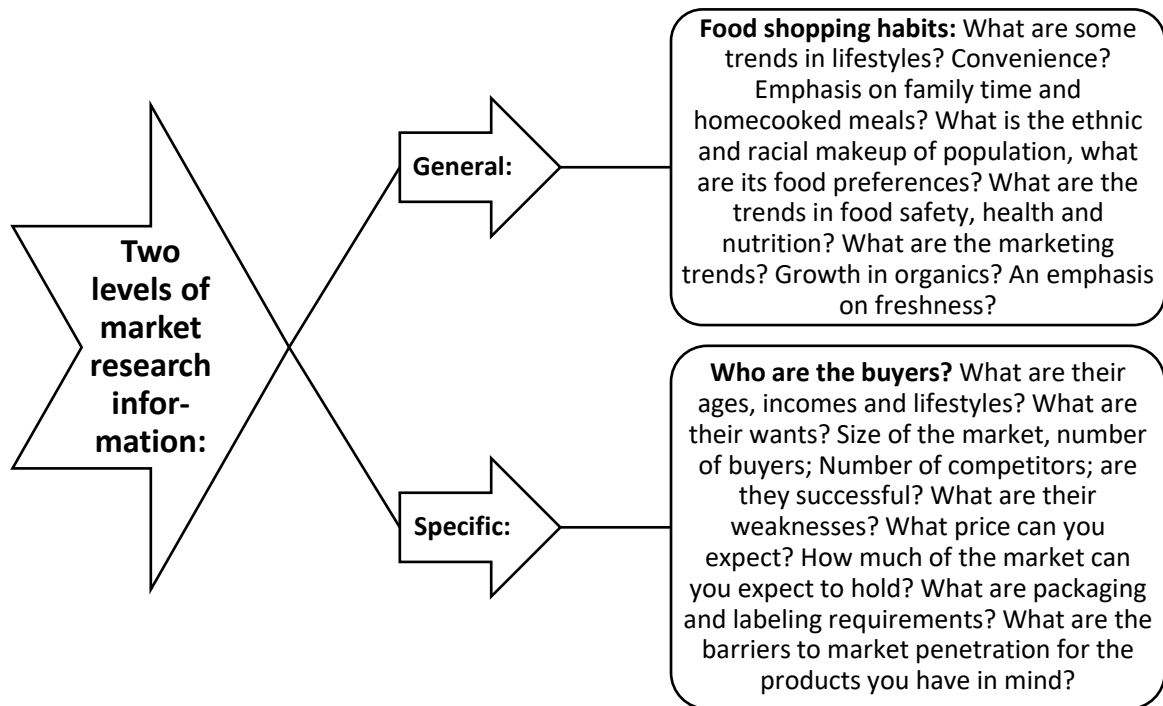 Two
levels of
market
research
infor-
mation:
General:
Food shopping habits: What are some
trends in lifestyles? Convenience?
Emphasis on family time and
homecooked meals? What is the ethnic
and racial makeup of population, what
are its food preferences? What are the
trends in food safety, health and
nutrition? What are the marketing
trends? Growth in organics? An emphasis
on freshness?
Specific:
Who are the buyers? What are their
ages, incomes and lifestyles? What are
their wants? Size of the market, number
of buyers; Number of competitors; are
they successful? What are their
weaknesses? What price can you
expect? How much of the market can
you expect to hold? What are packaging
and labeling requirements? What are the
barriers to market penetration for the
products you have in mind?